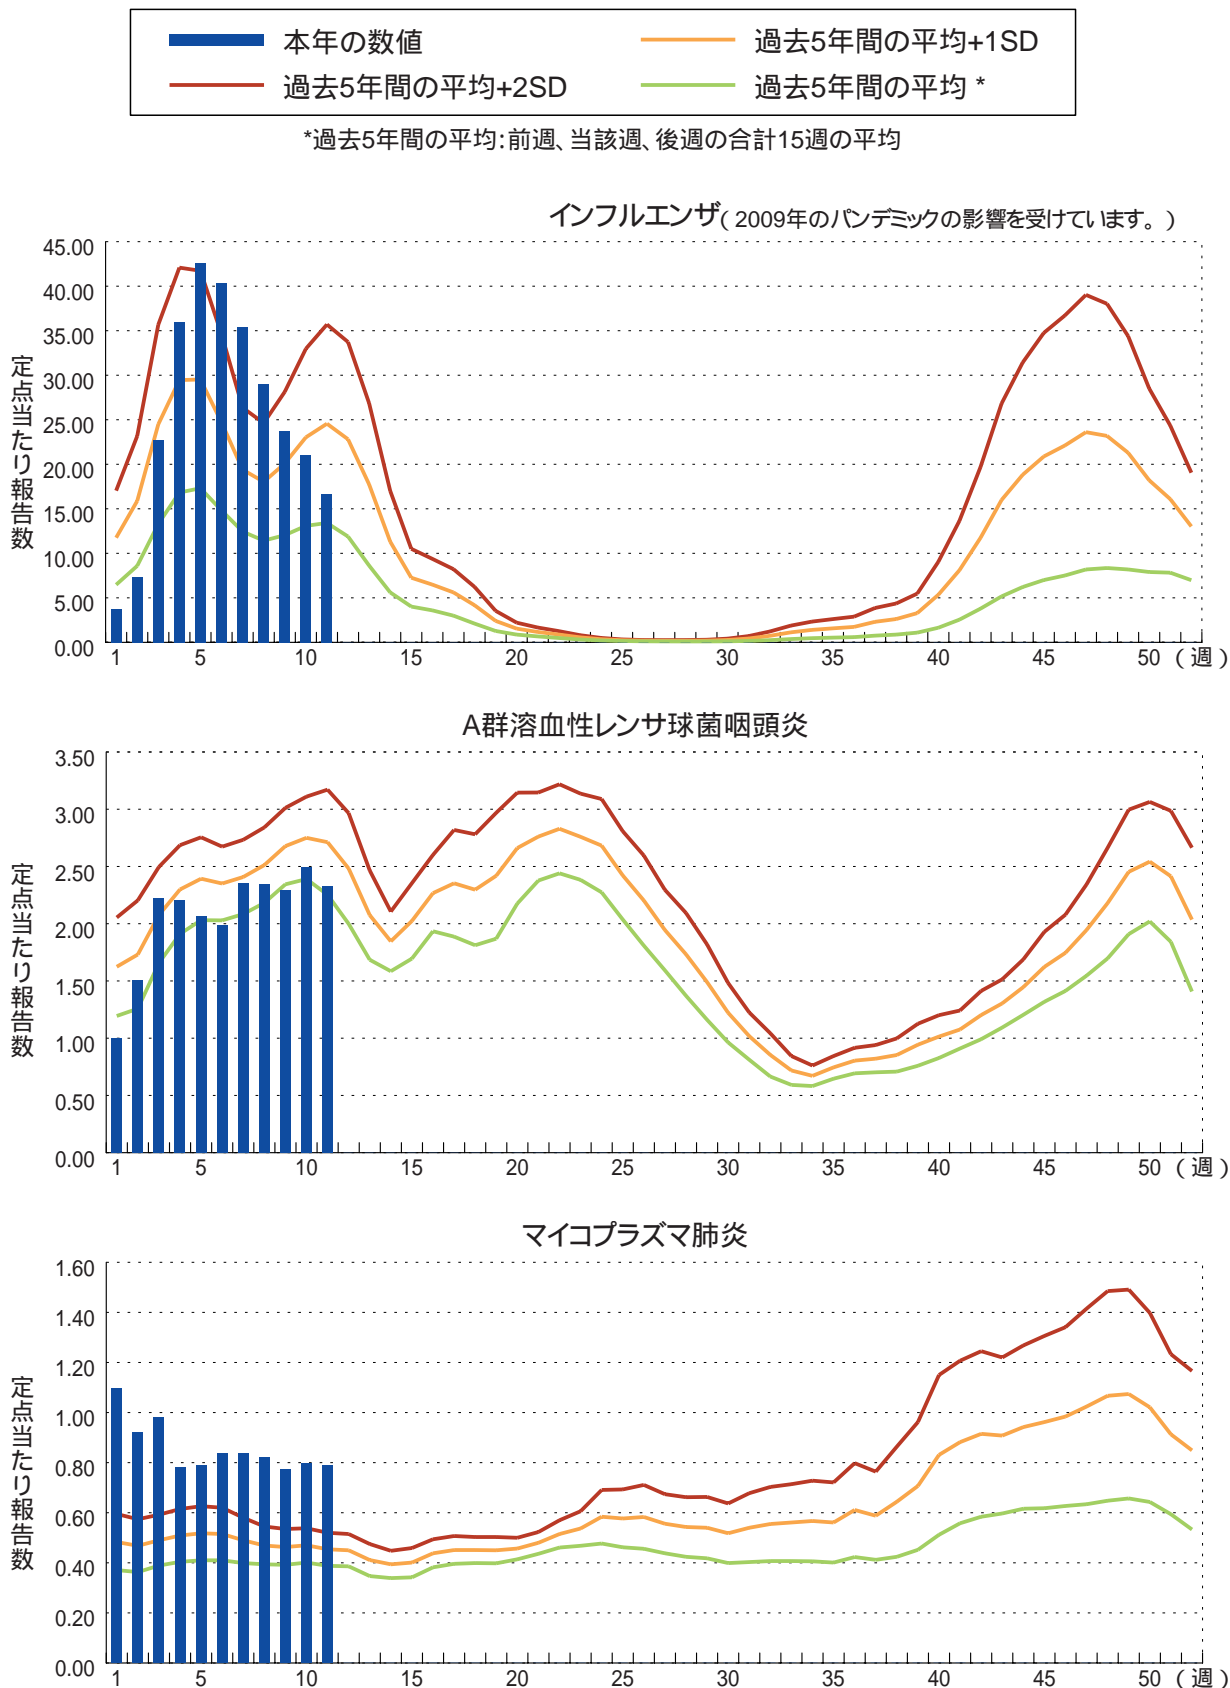 本年の数値 過去5年間の平均+1SD
過去5年間の平均+2SD 過去5年間の平均 *
*過去5年間の平均:前週、当該週、後週の合計15週の平均
インフルエンザ( 2009年のパンデミックの影響を受けています。 )
定点当たり報告数
45.00
40.00
35.00
30.00
25.00
20.00
15.00
10.00
5.00
0.00
1 5 10 15 20 25 30 35 40 45 50 ( 週 )
A群溶血性レンサ球菌咽頭炎
定点当たり報告数
3.50
3.00
2.50
2.00
1.50
1.00
0.50
0.00
1 5 10 15 20 25 30 35 40 45 50 ( 週 )
マイコプラズマ肺炎
定点当たり報告数
1.60
1.40
1.20
1.00
0.80
0.60
0.40
0.20
0.00
1 5 10 15 20 25 30 35 40 45 50 ( 週 )